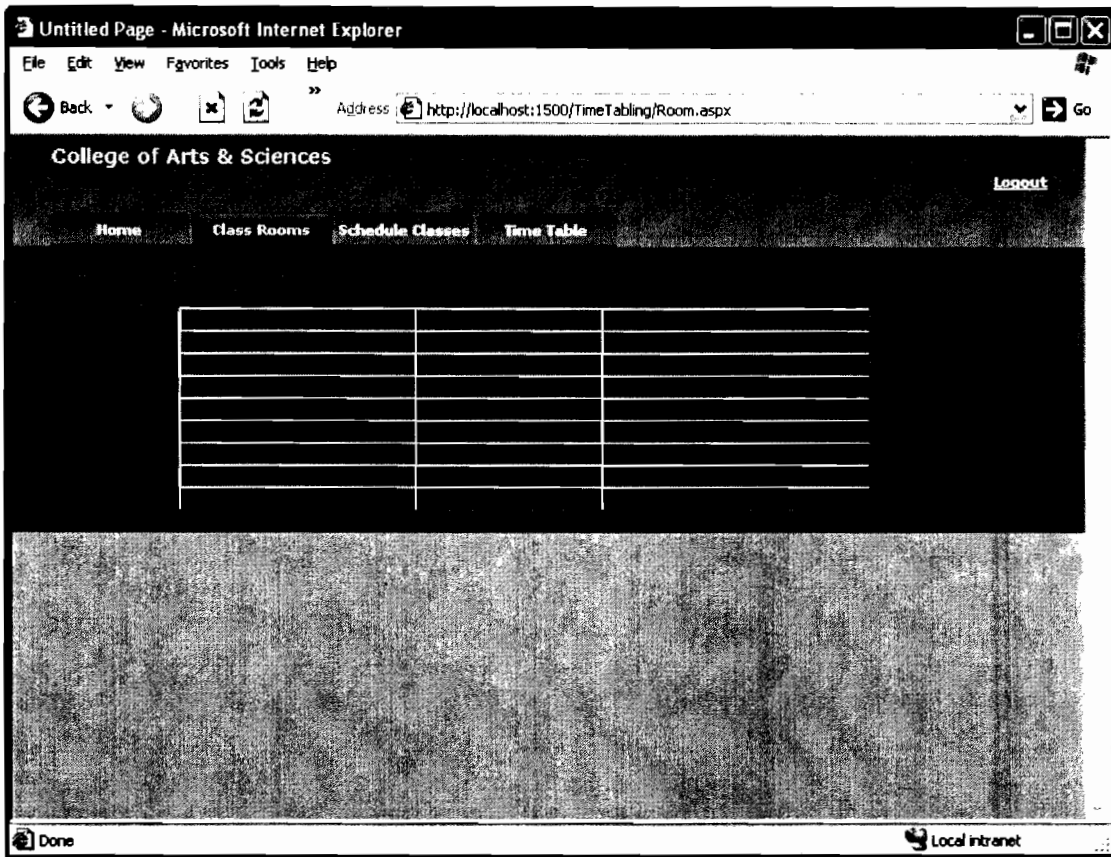 Untitled Page - Microsoft Internet Explorer
File Edit View Favorites Tools Help
Back » Address http://localhost:1500/TimeTabling/Room.aspx Go
College of Arts & Sciences
Logout
Home Class Rooms Schedule Classes Time Table
Done Local intranet